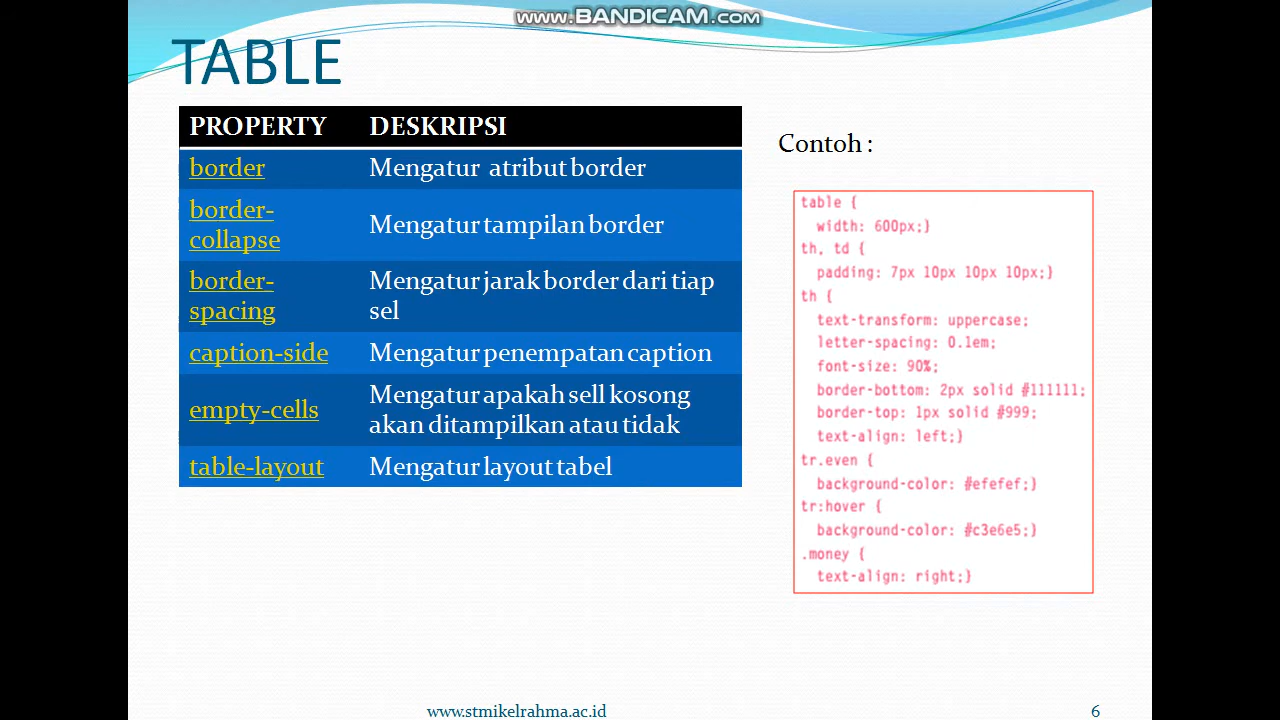 www.BANDICAM.com
TABLE
PROPERTY DESKRIPSI
border Mengatur atribut border
border-
collapse
Mengatur tampilan border
border-
spacing
Mengatur jarak border dari tiap
sel
caption-side Mengatur penempatan caption
empty-cells
Mengatur apakah sell kosong
akan ditampilkan atau tidak
table-layout Mengatur layout tabel
Contoh :
table {
width: 600px;}
th, td {
padding: 7px 10px 10px 10px;}
th {
text-transform: uppercase;
letter-spacing: 0.1em;
font-size: 90%;
border-bottom: 2px solid #111111;
border-top: 1px solid #999;
text-align: left;}
tr.even {
background-color: #efefef;}
tr:hover {
background-color: #c3e6e5;}
.money {
text-align: right;}
www.stmikelrahma.ac.id
6